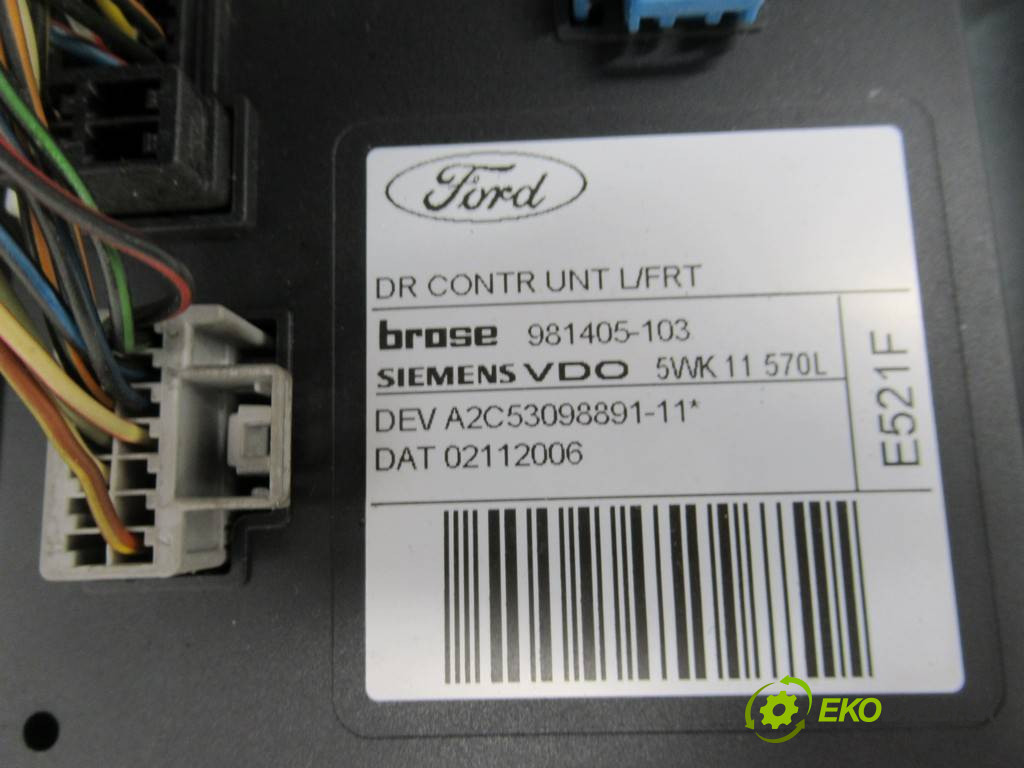 Ford
DR CONTR UNT L/FRT
brose 981405-103
SIEMENS VDO 5WK 11 570L
DEV A2C53098891-11*
DAT 02112006
E521F
EKO